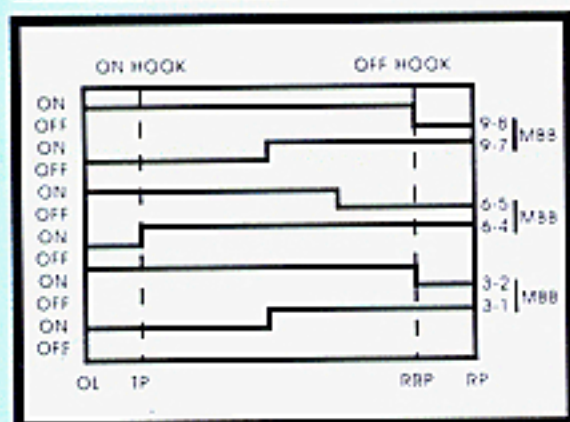 ON HOOK OFF HOOK
ON
OFF 9-8
ON 9-7 MBB
OFF
ON
OFF 6-5
ON 6-4 MBB
OFF
ON 3-2
OFF 3-1 MBB
ON
OFF
OL TP RRP RP